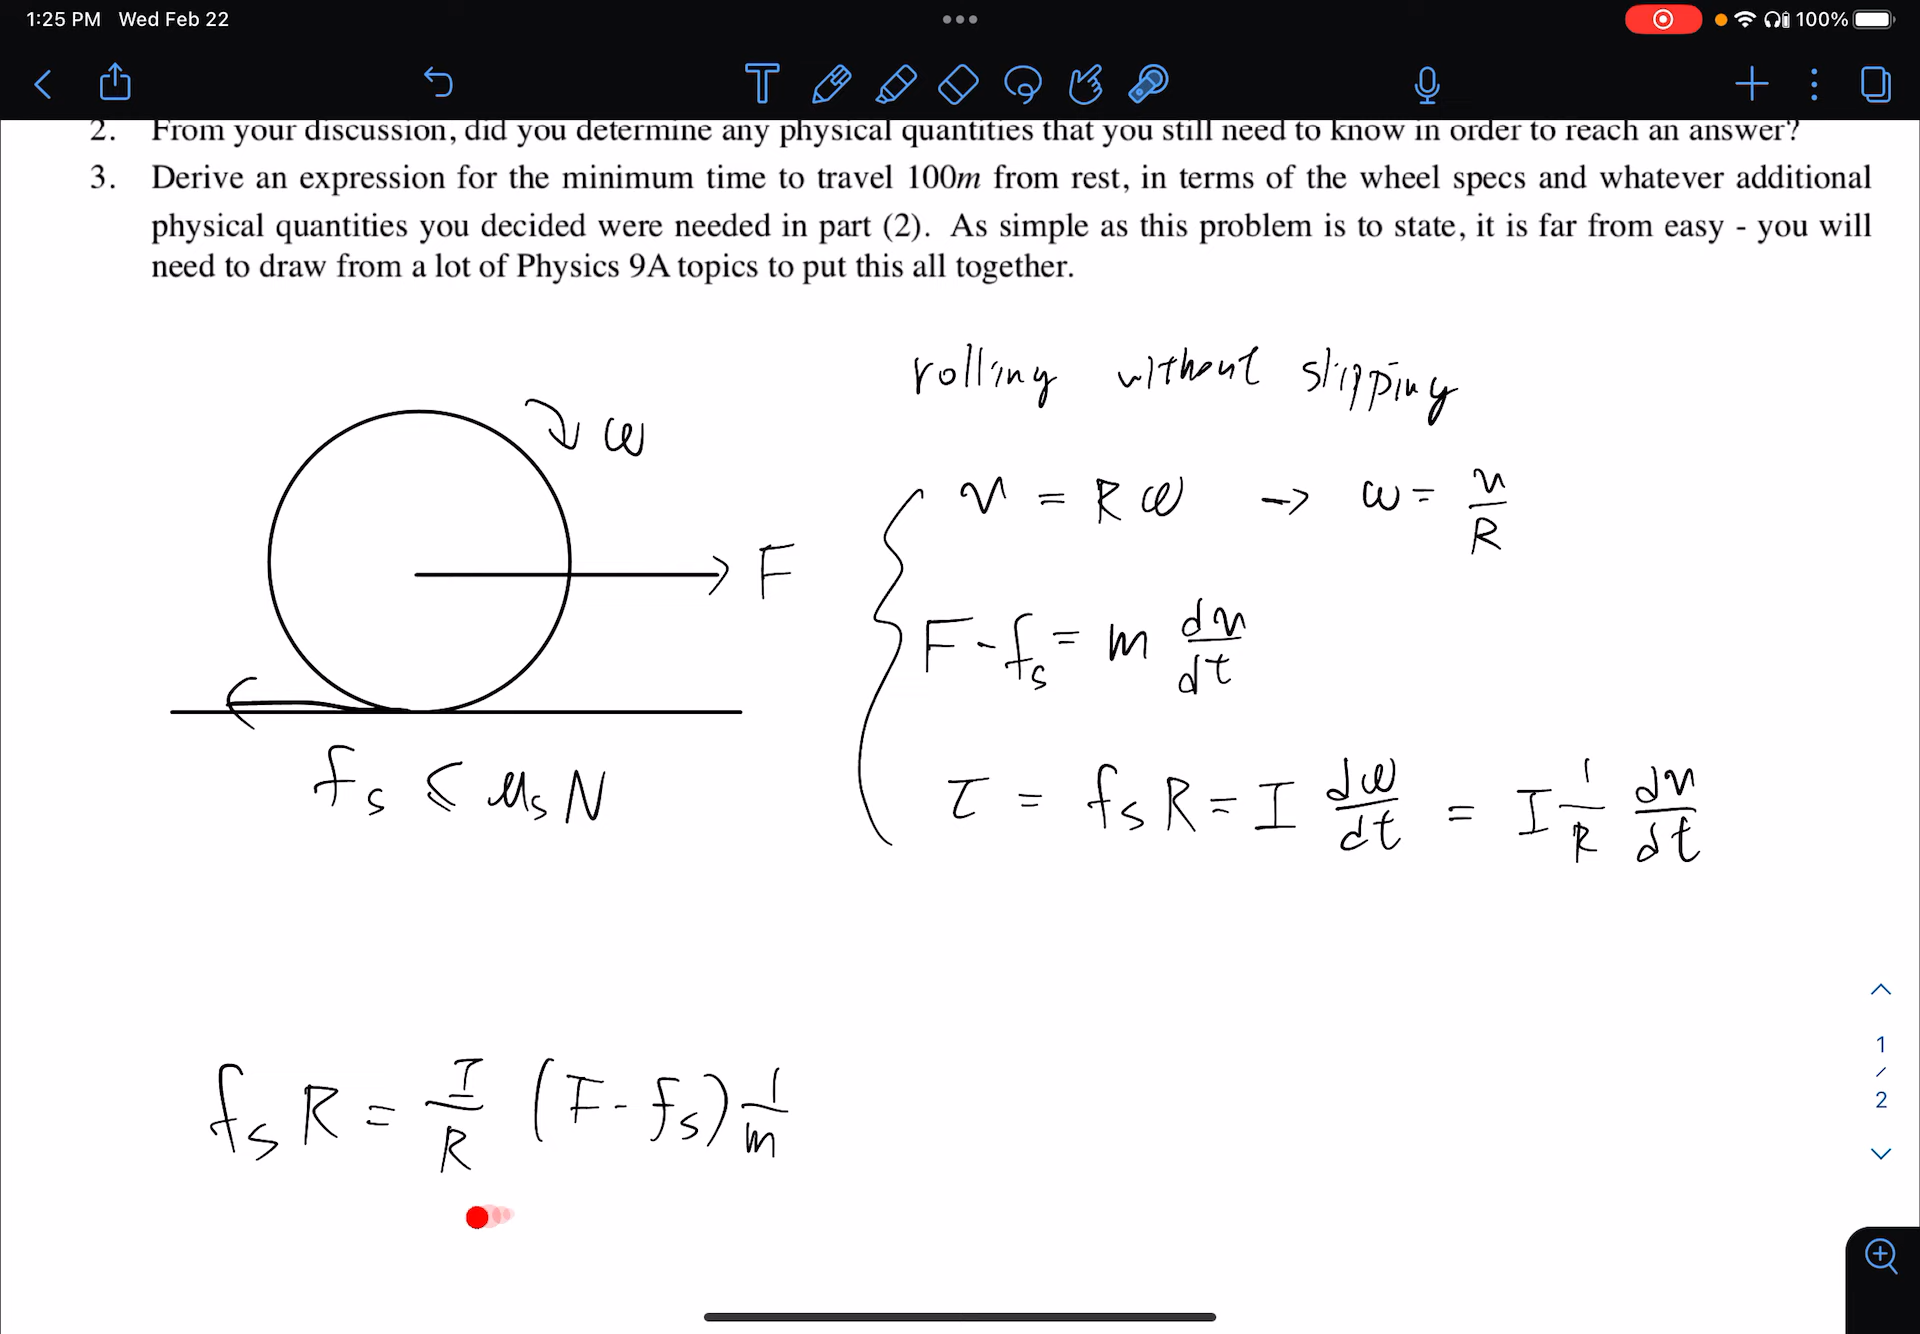 1:25 PM Wed Feb 22
100%
2. From your discussion, did you determine any physical quantities that you still need to know in order to reach an answer?
3. Derive an expression for the minimum time to travel 100m from rest, in terms of the wheel specs and whatever additional
physical quantities you decided were needed in part (2). As simple as this problem is to state, it is far from easy - you will
need to draw from a lot of Physics 9A topics to put this all together.
rolling without slipping
ω
v = Rω -> ω = v/R
F
F - fs = m dv/dt
fs ≤ μs N
τ = fs R = I dω/dt = I 1/R dv/dt
fs R = I/R (F - fs) 1/m
1 / 2